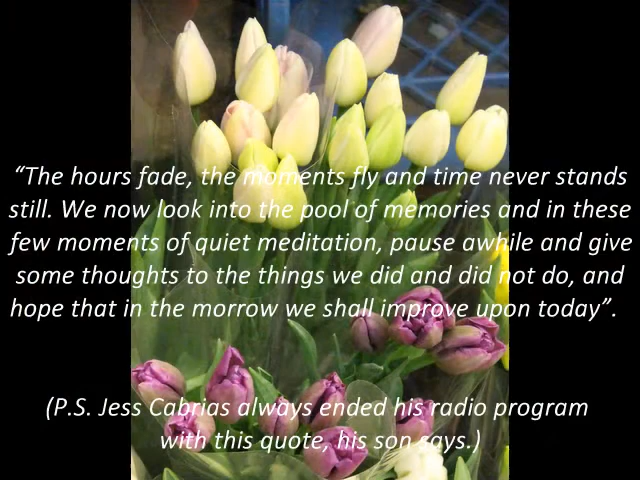 “The hours fade, the moments fly and time never stands
still. We now look into the pool of memories and in these
few moments of quiet meditation, pause awhile and give
some thoughts to the things we did and did not do, and
hope that in the morrow we shall improve upon today”.
(P.S. Jess Cabrias always ended his radio program
with this quote, his son says.)